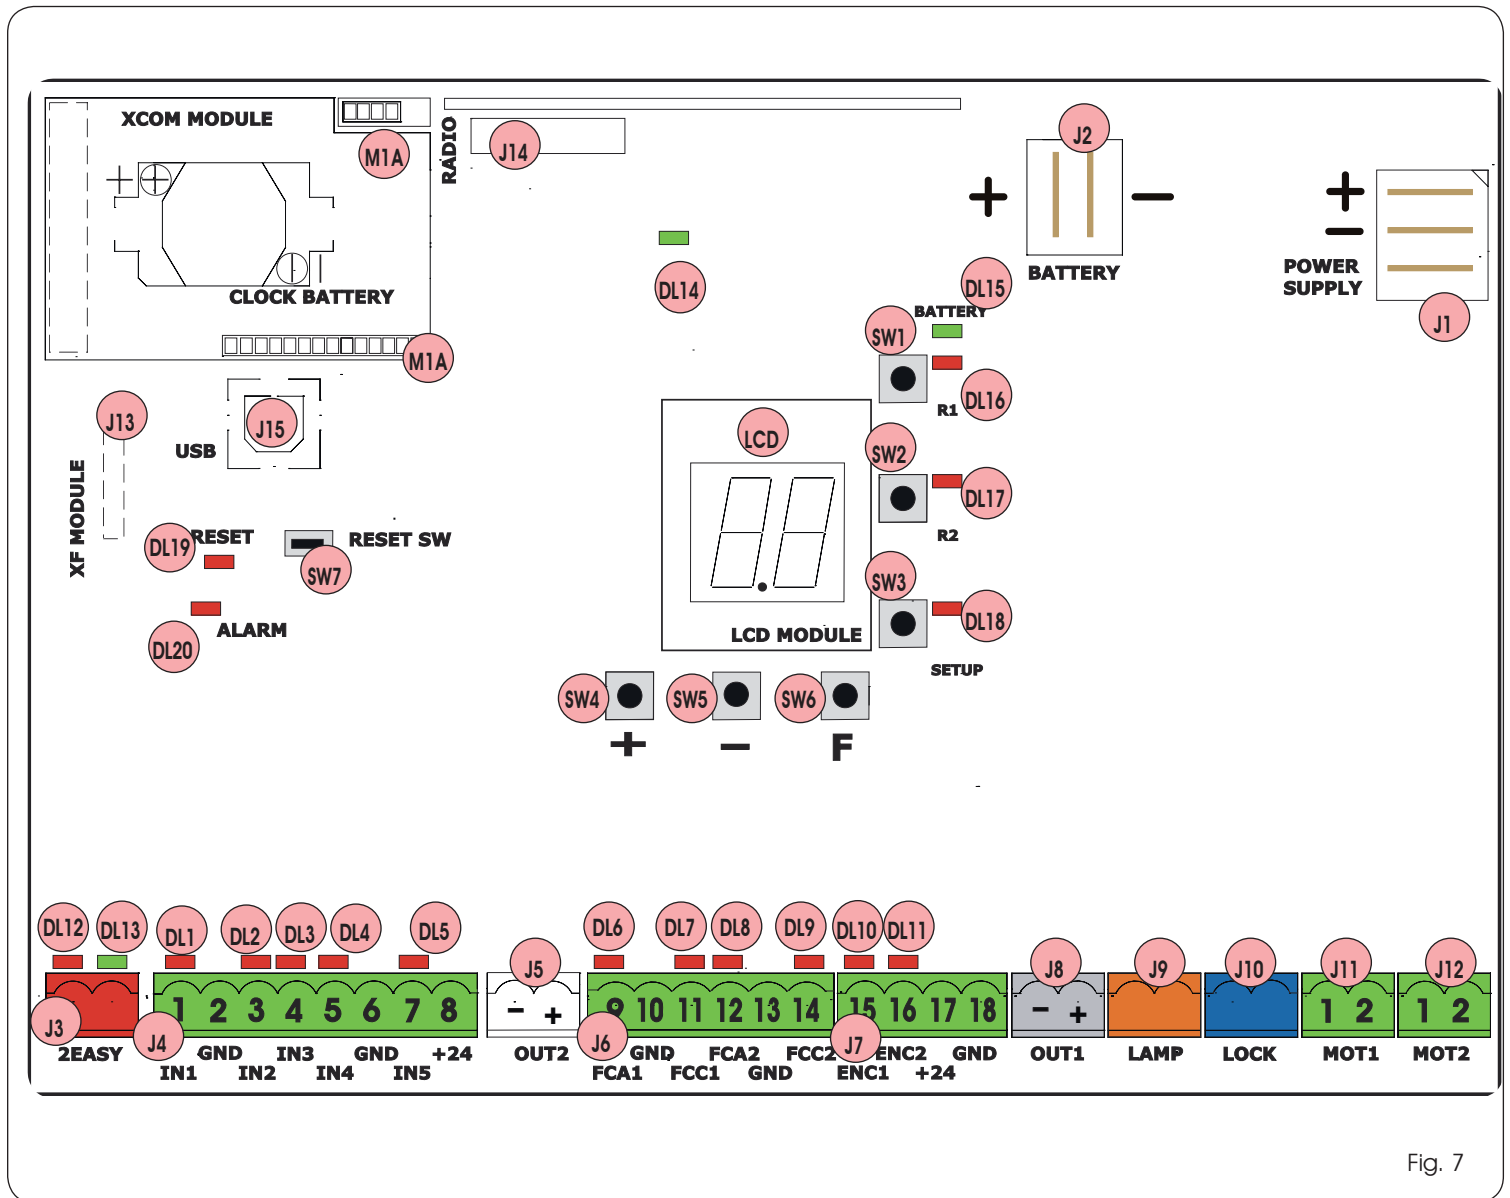 XCOM MODULE
M1A
RADIO
J14
J2
+
−
BATTERY
+
−
POWER
SUPPLY
J1
+ +
−
CLOCK BATTERY
M1A
DL14
DL15
BATTERY
SW1
DL16
R1
J13
XF MODULE
J15
USB
LCD
SW2
DL17
R2
DL19
RESET
RESET SW
SW7
SW3
DL18
SETUP
DL20
ALARM
LCD MODULE
SW4
SW5
SW6
+
−
F
DL12 DL13 DL1 DL2 DL3 DL4 DL5 DL6 DL7 DL8 DL9 DL10 DL11
J5 J8 J9 J10 J11 J12
J3 J4 J6 J7
1 2 3 4 5 6 7 8
− +
9 10 11 12 13 14
15 16 17 18
− +
1 2
1 2
2EASY GND IN3 GND +24 OUT2 GND FCA2 FCC2 ENC2 GND OUT1 LAMP LOCK MOT1 MOT2
IN1 IN2 IN4 IN5 FCA1 FCC1 GND ENC1 +24
Fig. 7